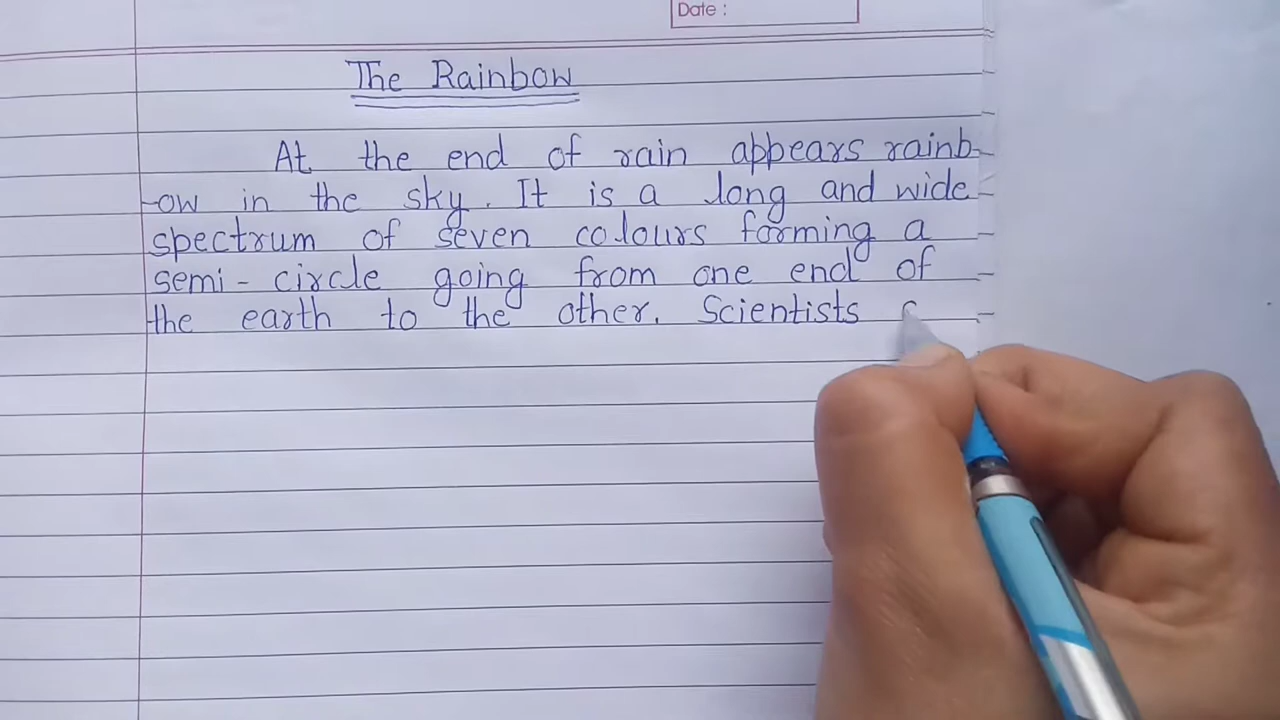 Date :
The Rainbow
At the end of rain appears rainb-
-ow in the sky. It is a long and wide
spectrum of seven colours forming a
semi-circle going from one end of
the earth to the other. Scientists